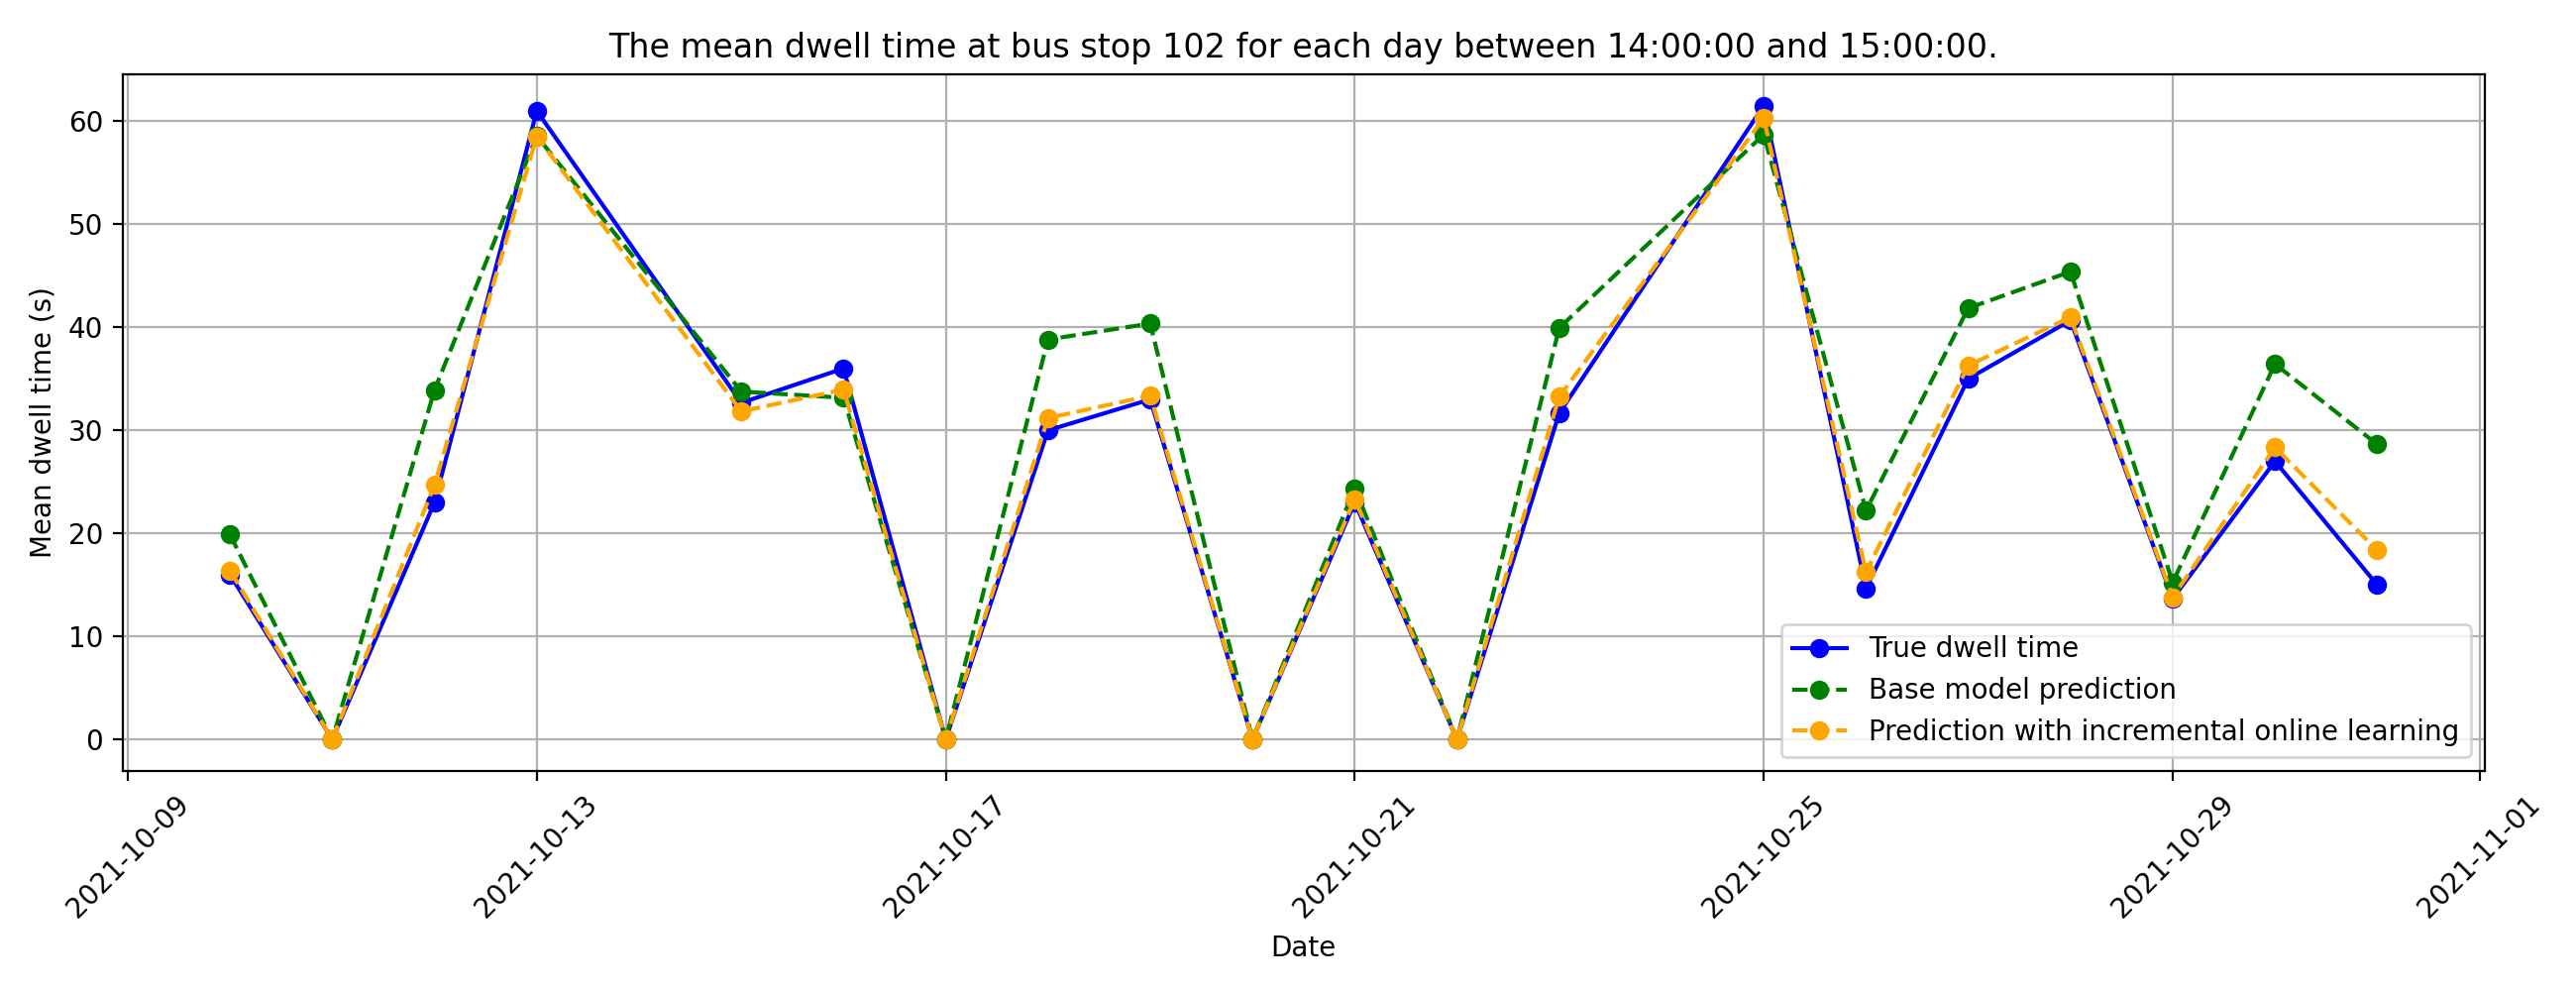 The mean dwell time at bus stop 102 for each day between 14:00:00 and 15:00:00.
Mean dwell time (s)
60
50
40
30
20
10
0
True dwell time
Base model prediction
Prediction with incremental online learning
2021-10-09
2021-10-13
2021-10-17
2021-10-21
2021-10-25
2021-10-29
2021-11-01
Date